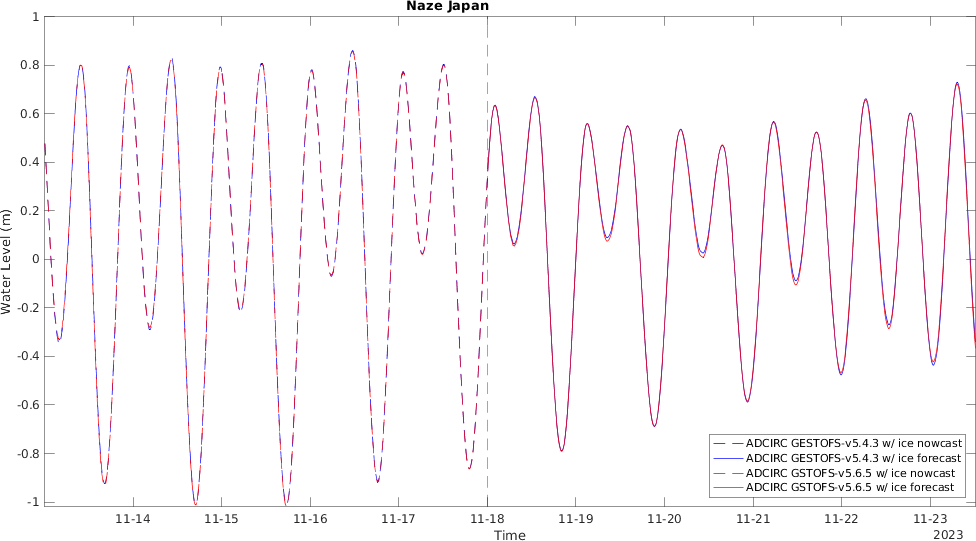 Naze Japan
1
0.8
0.6
0.4
0.2
0
-0.2
-0.4
-0.6
-0.8
-1
Water Level (m)
ADCIRC GESTOFS-v5.4.3 w/ ice nowcast
ADCIRC GESTOFS-v5.4.3 w/ ice forecast
ADCIRC GSTOFS-v5.6.5 w/ ice nowcast
ADCIRC GSTOFS-v5.6.5 w/ ice forecast
11-14 11-15 11-16 11-17 11-18 11-19 11-20 11-21 11-22 11-23
Time
2023